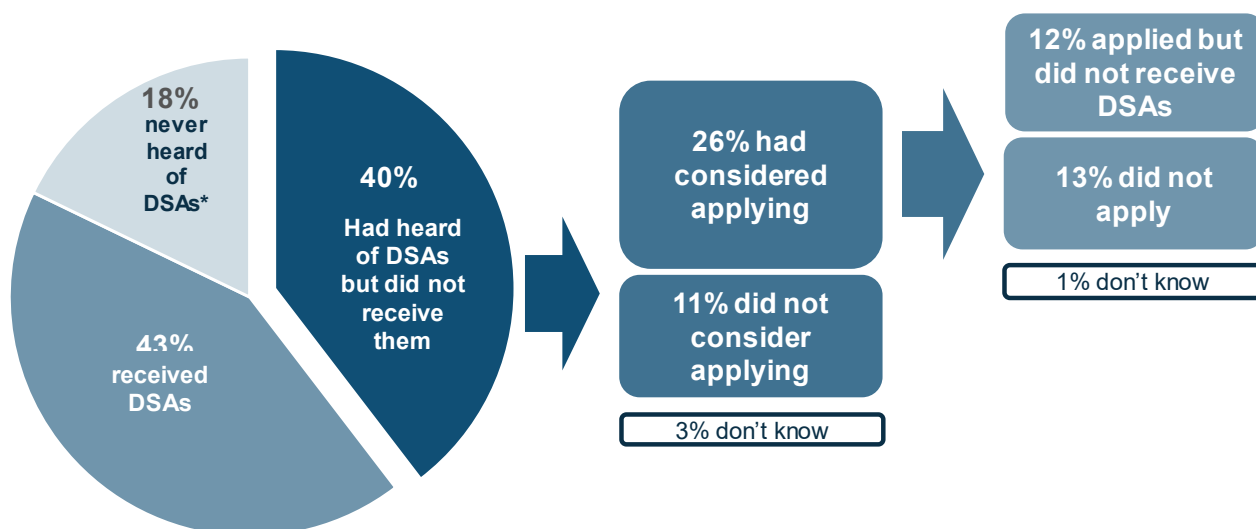 18%
never
heard
of
DSAs*
40%
Had heard
of DSAs
but did not
receive
them
43%
received
DSAs
26% had
considered
applying
11% did not
consider
applying
3% don't know
12% applied but
did not receive
DSAs
13% did not
apply
1% don't know